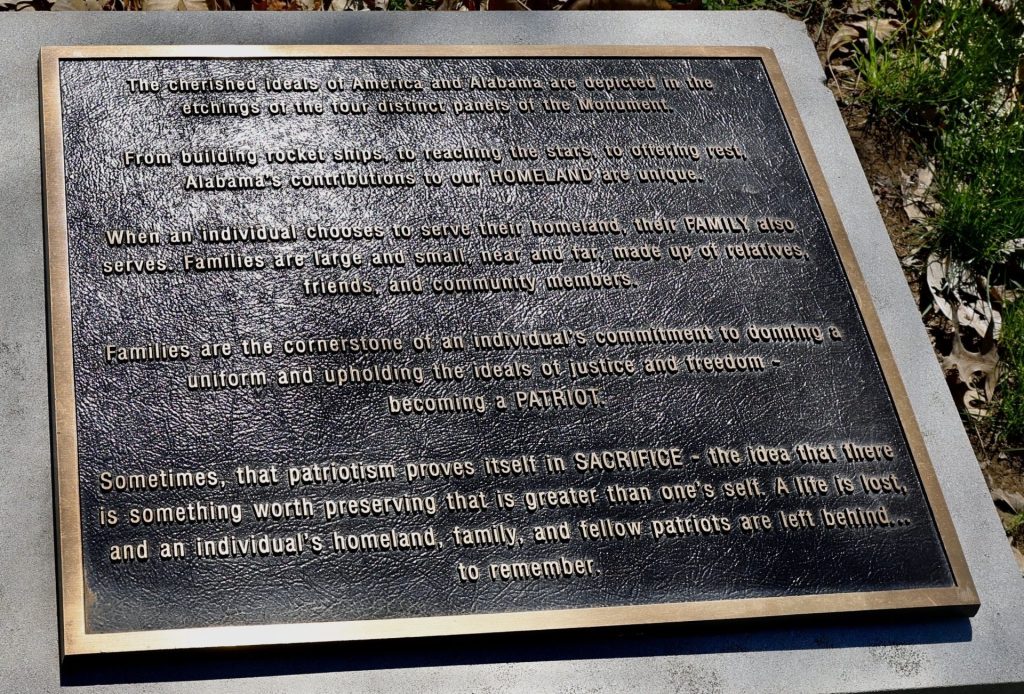 The cherished ideals of America and Alabama are depicted in the
etchings of the four distinct panels of the Monument.
From building rocket ships, to reaching the stars, to offering rest,
Alabama's contributions to our HOMELAND are unique.
When an individual chooses to serve their homeland, their FAMILY also
serves. Families are large and small, near and far, made up of relatives,
friends, and community members.
Families are the cornerstone of an individual's commitment to donning a
uniform and upholding the ideals of justice and freedom -
becoming a PATRIOT.
Sometimes, that patriotism proves itself in SACRIFICE - the idea that there
is something worth preserving that is greater than one's self. A life is lost,
and an individual's homeland, family, and fellow patriots are left behind...
to remember.